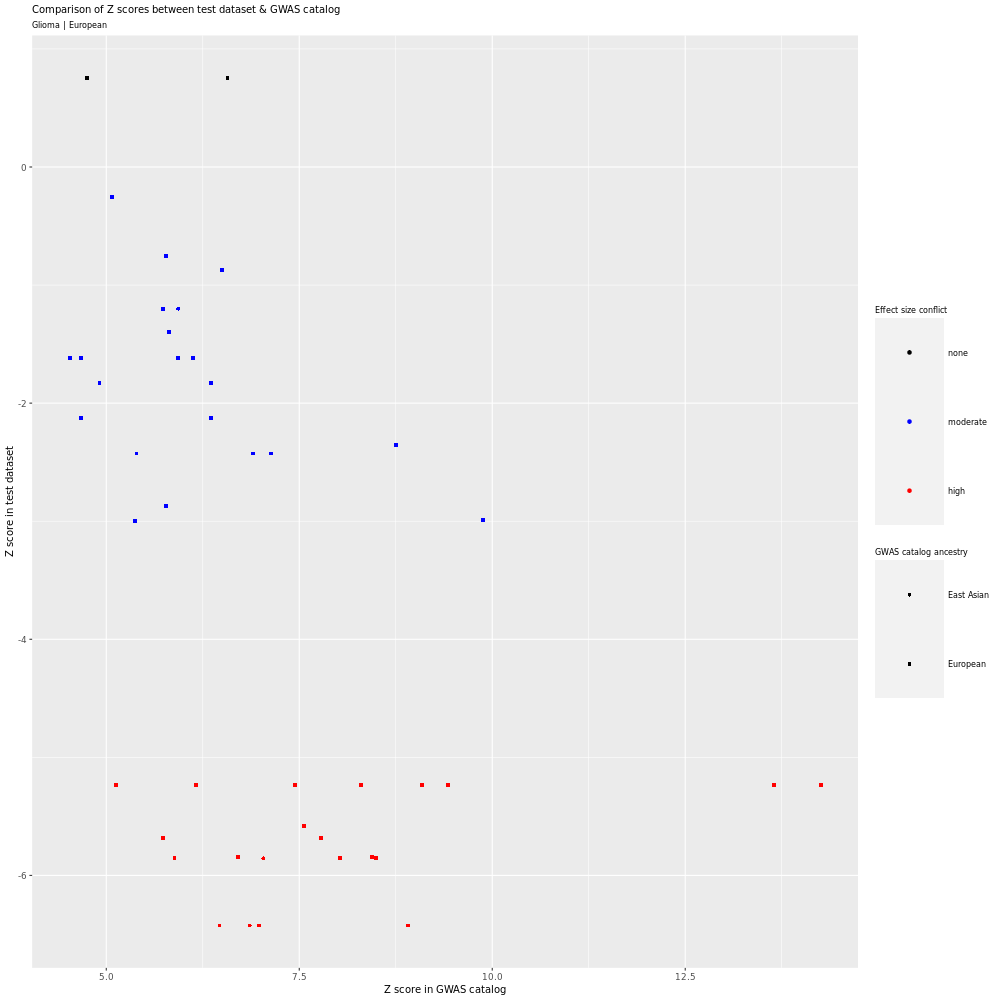 Comparison of Z scores between test dataset & GWAS catalog
Glioma | European
0
-2
-4
-6
Z score in test dataset
5.0
7.5
10.0
12.5
Z score in GWAS catalog
Effect size conflict
none
moderate
high
GWAS catalog ancestry
East Asian
European